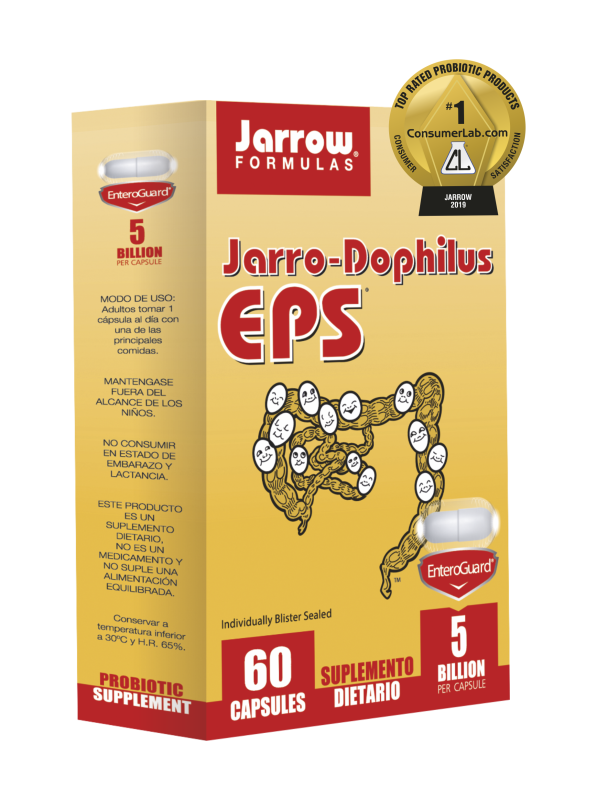 TOP RATED PROBIOTIC PRODUCTS
#1
ConsumerLab.com
CL
CONSUMER SATISFACTION
JARROW
2019
Jarrow
FORMULAS®
Jarro-Dophilus
EPS®
TM
EnteroGuard®
Individually Blister Sealed
60
CAPSULES
SUPLEMENTO
DIETARIO
5
BILLION
PER CAPSULE
EnteroGuard®
5
BILLION
PER CAPSULE
MODO DE USO:
Adultos tomar 1
cápsula al día con
una de las
principales
comidas.
MANTENGASE
FUERA DEL
ALCANCE DE LOS
NIÑOS.
NO CONSUMIR
EN ESTADO DE
EMBARAZO Y
LACTANCIA.
ESTE PRODUCTO
ES UN
SUPLEMENTO
DIETARIO,
NO ES UN
MEDICAMENTO Y
NO SUPLE UNA
ALIMENTACIÓN
EQUILIBRADA.
Conservar a
temperatura inferior
a 30ºC y H.R. 65%.
PROBIOTIC
SUPPLEMENT